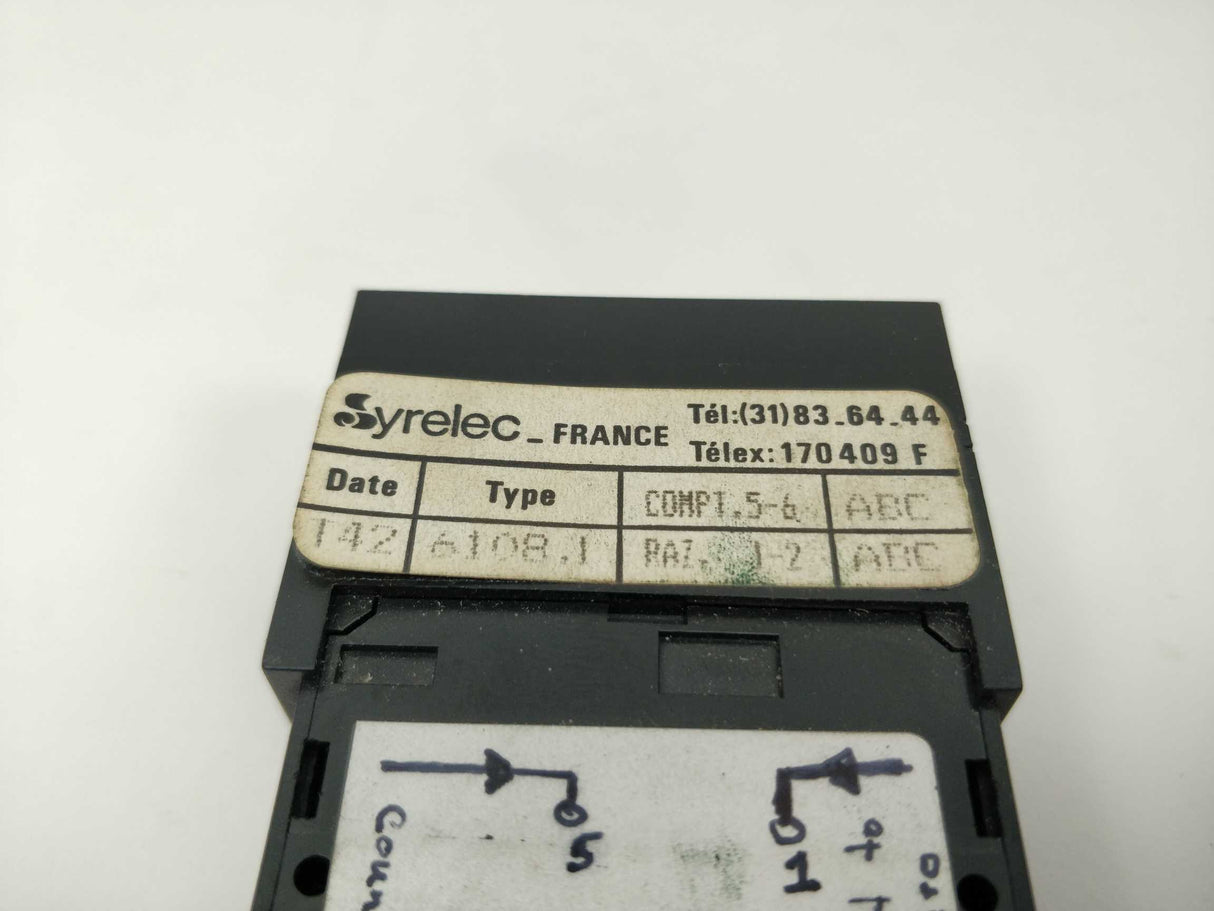 Syrelec_FRANCE
Tél:(31)83_64_44
Télex:170409 F
Date Type COMPT.5-6 ABC
142 6108.1 RAZ. 1-2 ABC
5
1